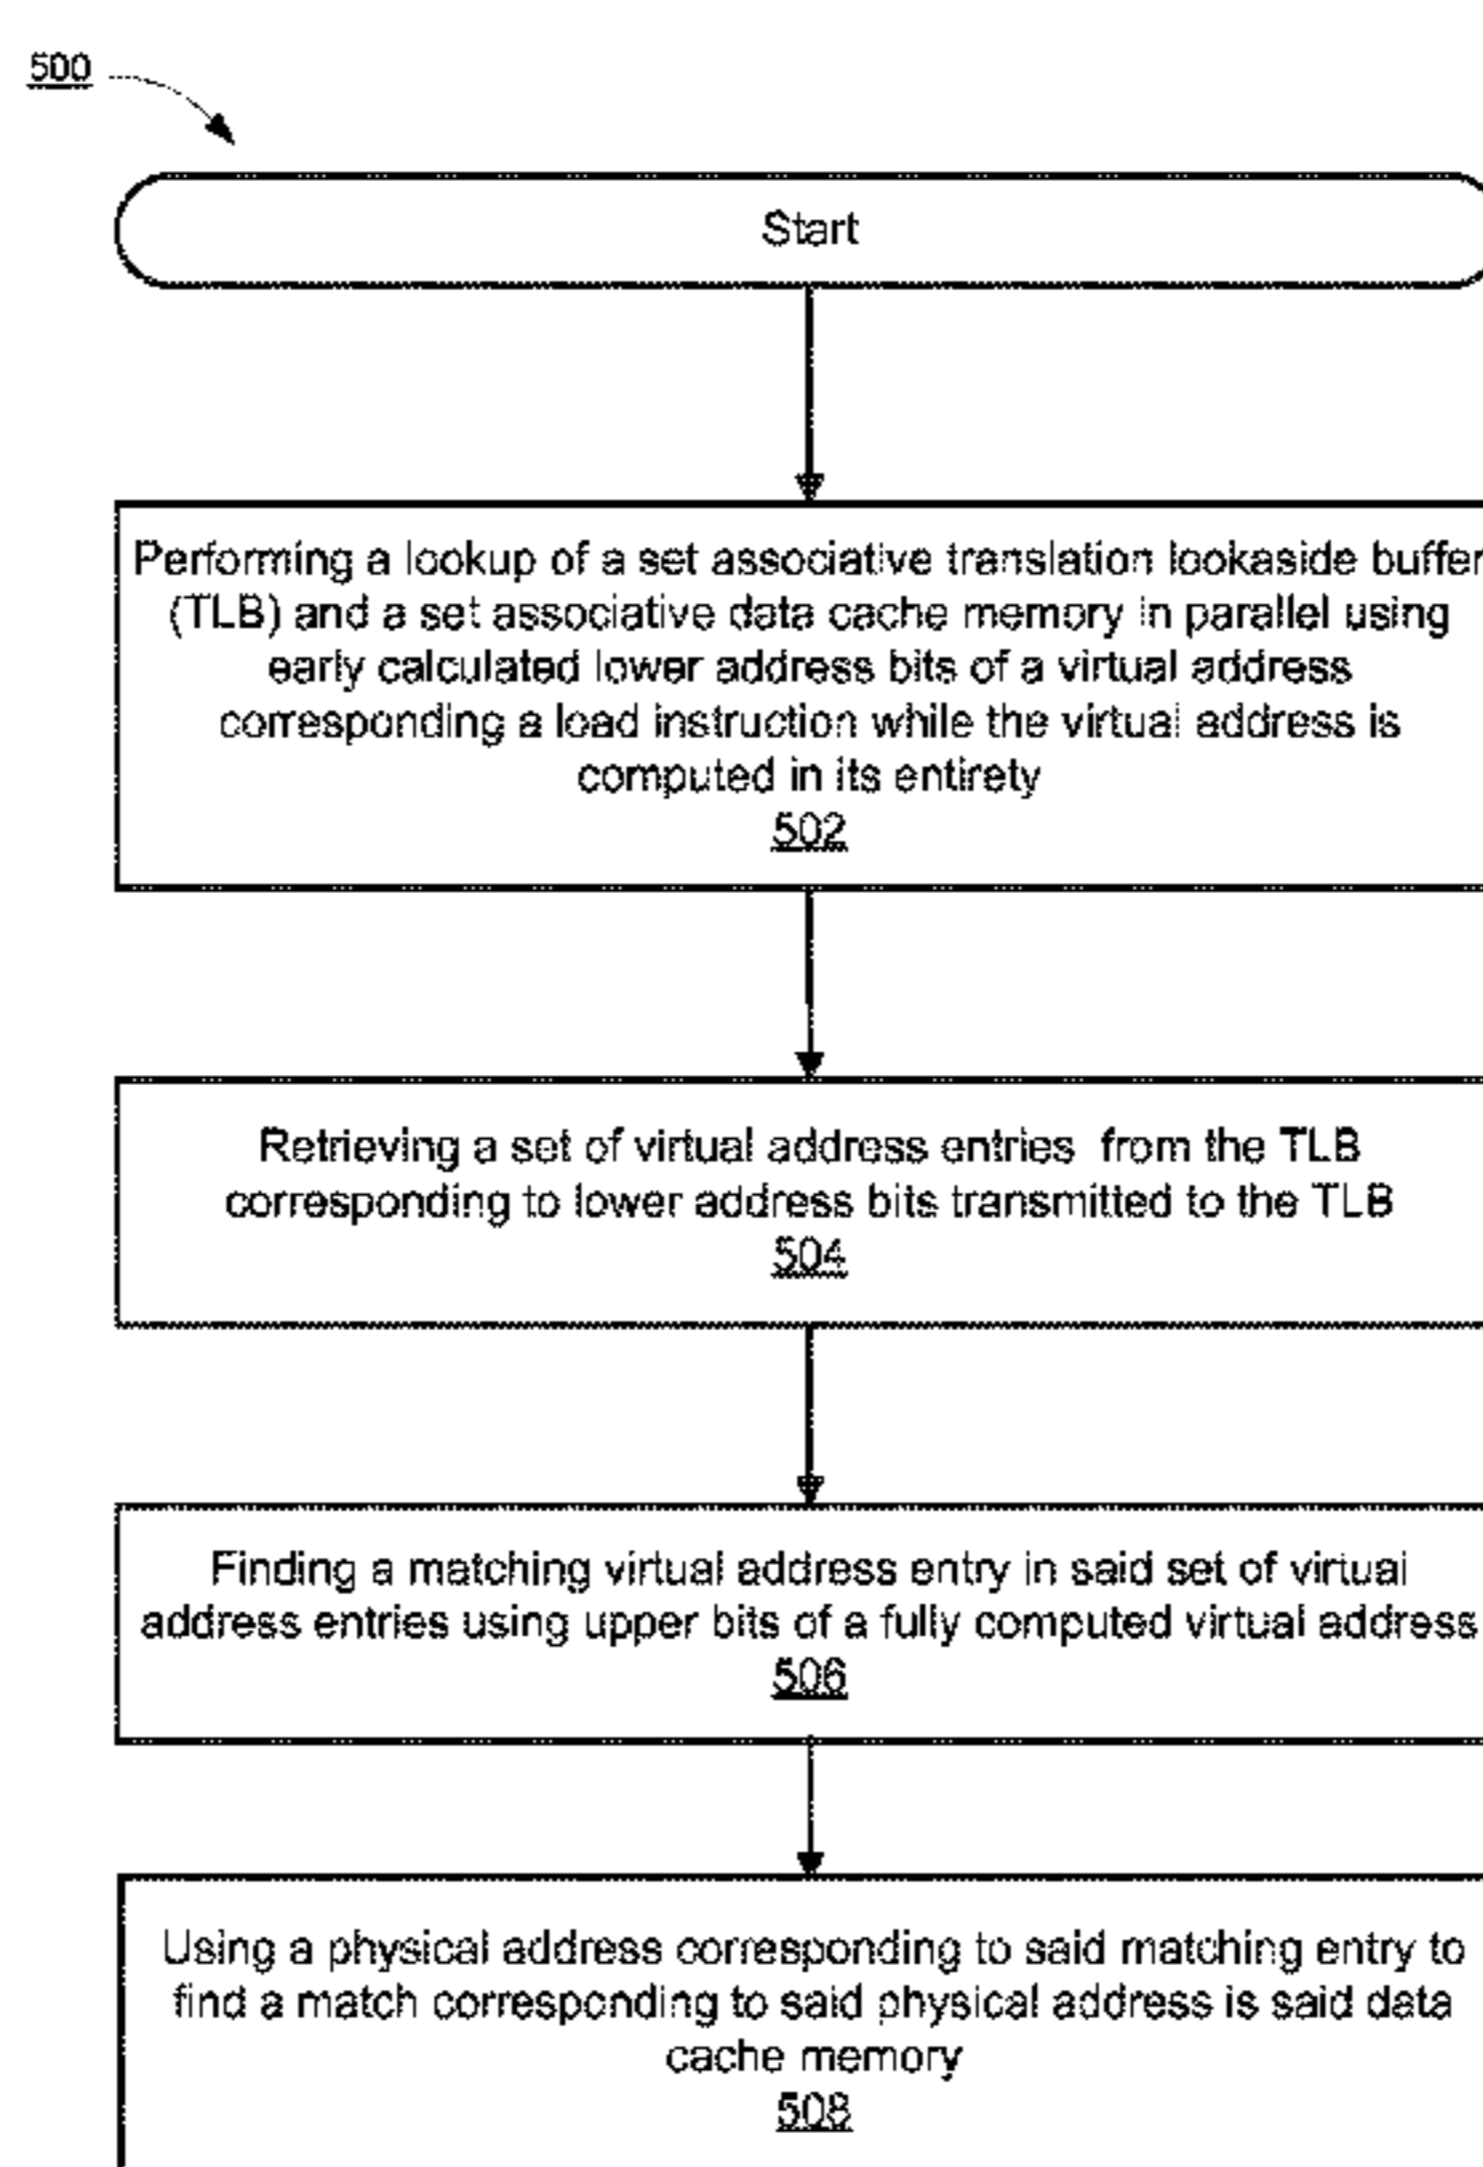 500
Start
Performing a lookup of a set associative translation lookaside buffer
(TLB) and a set associative data cache memory in parallel using
early calculated lower address bits of a virtual address
corresponding a load instruction while the virtual address is
computed in its entirety
502
Retrieving a set of virtual address entries from the TLB
corresponding to lower address bits transmitted to the TLB
504
Finding a matching virtual address entry in said set of virtual
address entries using upper bits of a fully computed virtual address
506
Using a physical address corresponding to said matching entry to
find a match corresponding to said physical address is said data
cache memory
508